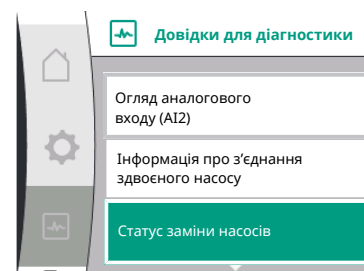 Довідки для діагностики
Огляд аналогового
входу (AI2)
Інформація про з’єднання
здвоєного насосу
Статус заміни насосів